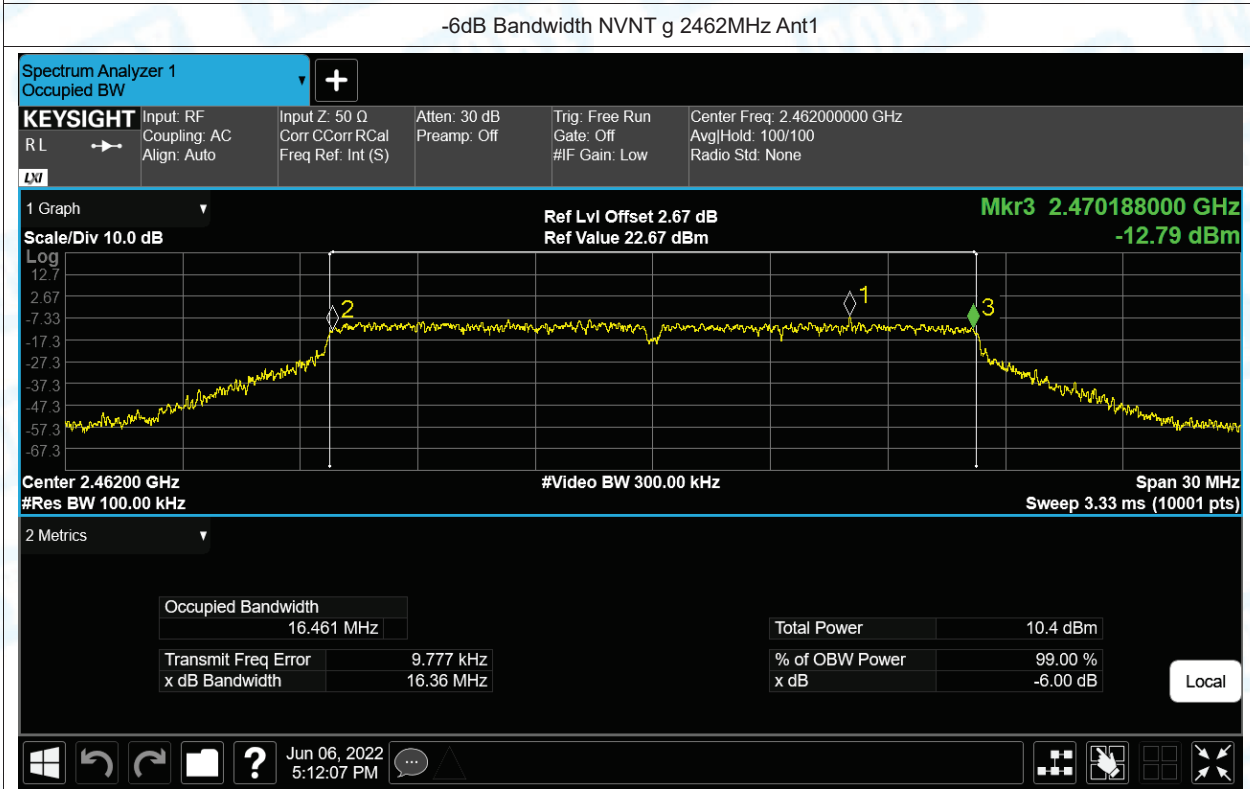 -6dB Bandwidth NVNT g 2462MHz Ant1
Spectrum Analyzer 1
Occupied BW
KEYSIGHT
RL
LXI
Input: RF
Coupling: AC
Align: Auto
Input Z: 50 Ω
Corr CCorr RCal
Freq Ref: Int (S)
Atten: 30 dB
Preamp: Off
Trig: Free Run
Gate: Off
#IF Gain: Low
Center Freq: 2.462000000 GHz
Avg|Hold: 100/100
Radio Std: None
1 Graph
Scale/Div 10.0 dB
Ref Lvl Offset 2.67 dB
Ref Value 22.67 dBm
Mkr3 2.470188000 GHz
-12.79 dBm
Log
12.7
2.67
-7.33
-17.3
-27.3
-37.3
-47.3
-57.3
-67.3
2
1
3
Center 2.46200 GHz
#Res BW 100.00 kHz
#Video BW 300.00 kHz
Span 30 MHz
Sweep 3.33 ms (10001 pts)
2 Metrics
Occupied Bandwidth
16.461 MHz
Transmit Freq Error 9.777 kHz
x dB Bandwidth 16.36 MHz
Total Power 10.4 dBm
% of OBW Power 99.00 %
x dB -6.00 dB
Local
Jun 06, 2022
5:12:07 PM